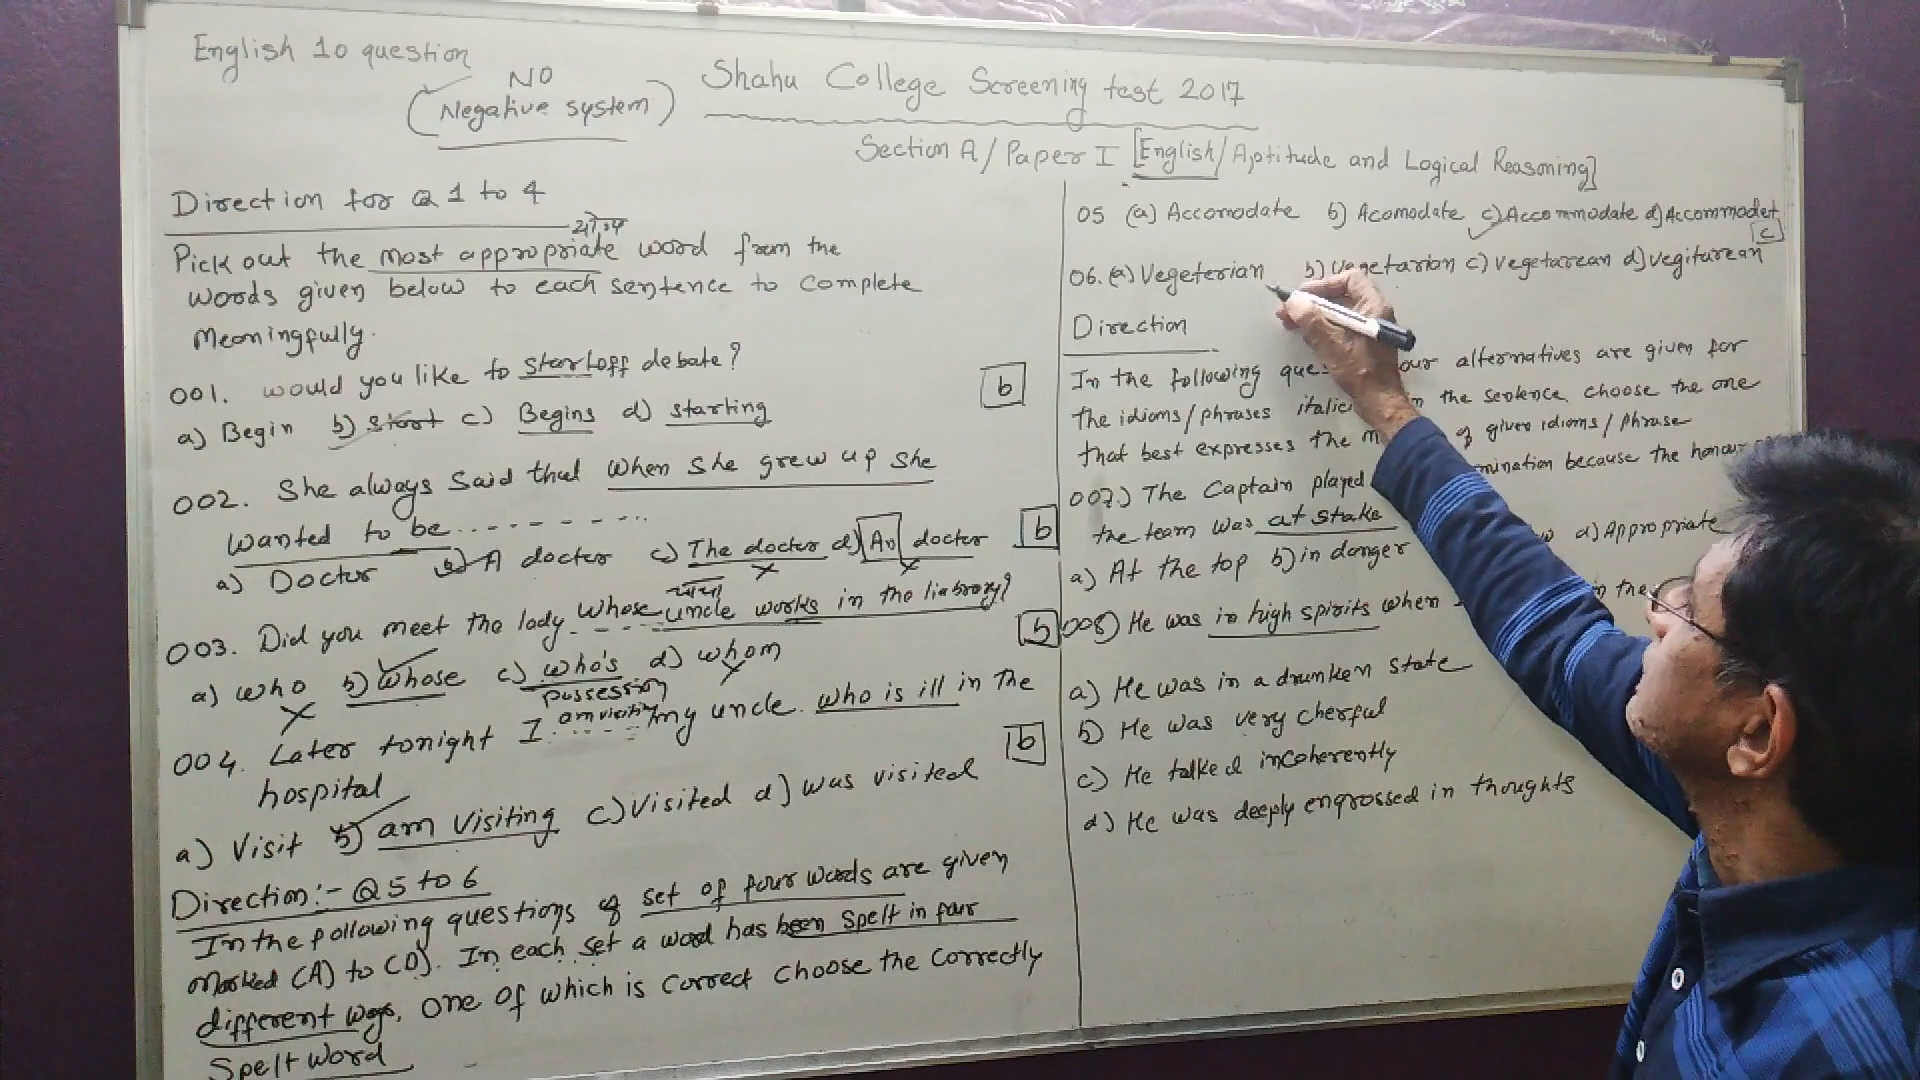 English 10 question
NO
(Negative system)
Shahu College Screening test 2017
Section A/Paper I [English/Aptitude and Logical Reasoning]
Direction for Q 1 to 4
योग्य
Pick out the most appropriate word from the
words given below to each sentence to complete
Meaningfully.
001. would you like to start off debate?
b
a) Begin b) start c) Begins d) starting
002. She always said that when she grew up she
wanted to be..........
b
a) Doctor b) A doctor c) The doctor d) An doctor
003. Did you meet the lady whose uncle works in the liabrory?
b
a) who b) whose c) who's d) whom
possession
004. Later tonight I am visiting my uncle. who is ill in the
hospital
b
a) Visit b) am visiting c) Visited d) was visited
Direction:- Q 5 to 6
In the following questions of set of four words are given
Marked (A) to (D). In each set a word has been spelt in four
different ways, one of which is correct choose the correctly
Spelt word
05 (a) Accomodate b) Acomodate c) Accommodate d) Accommodet
c
06. (a) Vegeterian b) vegetarian c) Vegetarean d) vegitarean
Direction
In the following our alternatives are given for
the idioms/phrases the sentence choose the one
that best expresses the of given idioms/Phrase
007) The Captain played because the
the team was at stake
a) At the top b) in danger d) Appropriate
008) He was in high spirits when the
a) He was in a drunken state
b) He was very cherful
c) He talked incoherently
d) He was deeply engrossed in thoughts